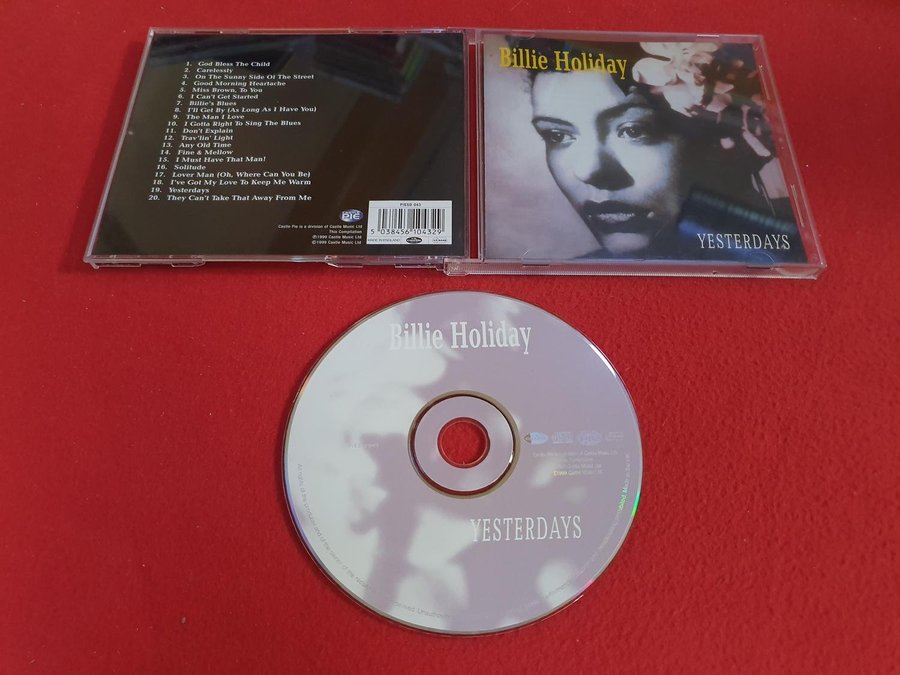 1. God Bless The Child
2. Carelessly
3. On The Sunny Side Of The Street
4. Good Morning Heartache
5. Miss Brown, To You
6. I Can't Get Started
7. Billie's Blues
8. I'll Get By (As Long As I Have You)
9. The Man I Love
10. I Gotta Right To Sing The Blues
11. Don't Explain
12. Trav'lin' Light
13. Any Old Time
14. Fine & Mellow
15. I Must Have That Man!
16. Solitude
17. Lover Man (Oh, Where Can You Be)
18. I've Got My Love To Keep Me Warm
19. Yesterdays
20. They Can't Take That Away From Me
PIE
Castle Pie is a division of Castle Music Ltd
This Compilation
℗1999 Castle Music Ltd
©1999 Castle Music Ltd
PIESD 043
5 038456 104329
MADE IN ENGLAND
Billie Holiday
YESTERDAYS
Billie Holiday
©1999 Castle Music Ltd
YESTERDAYS